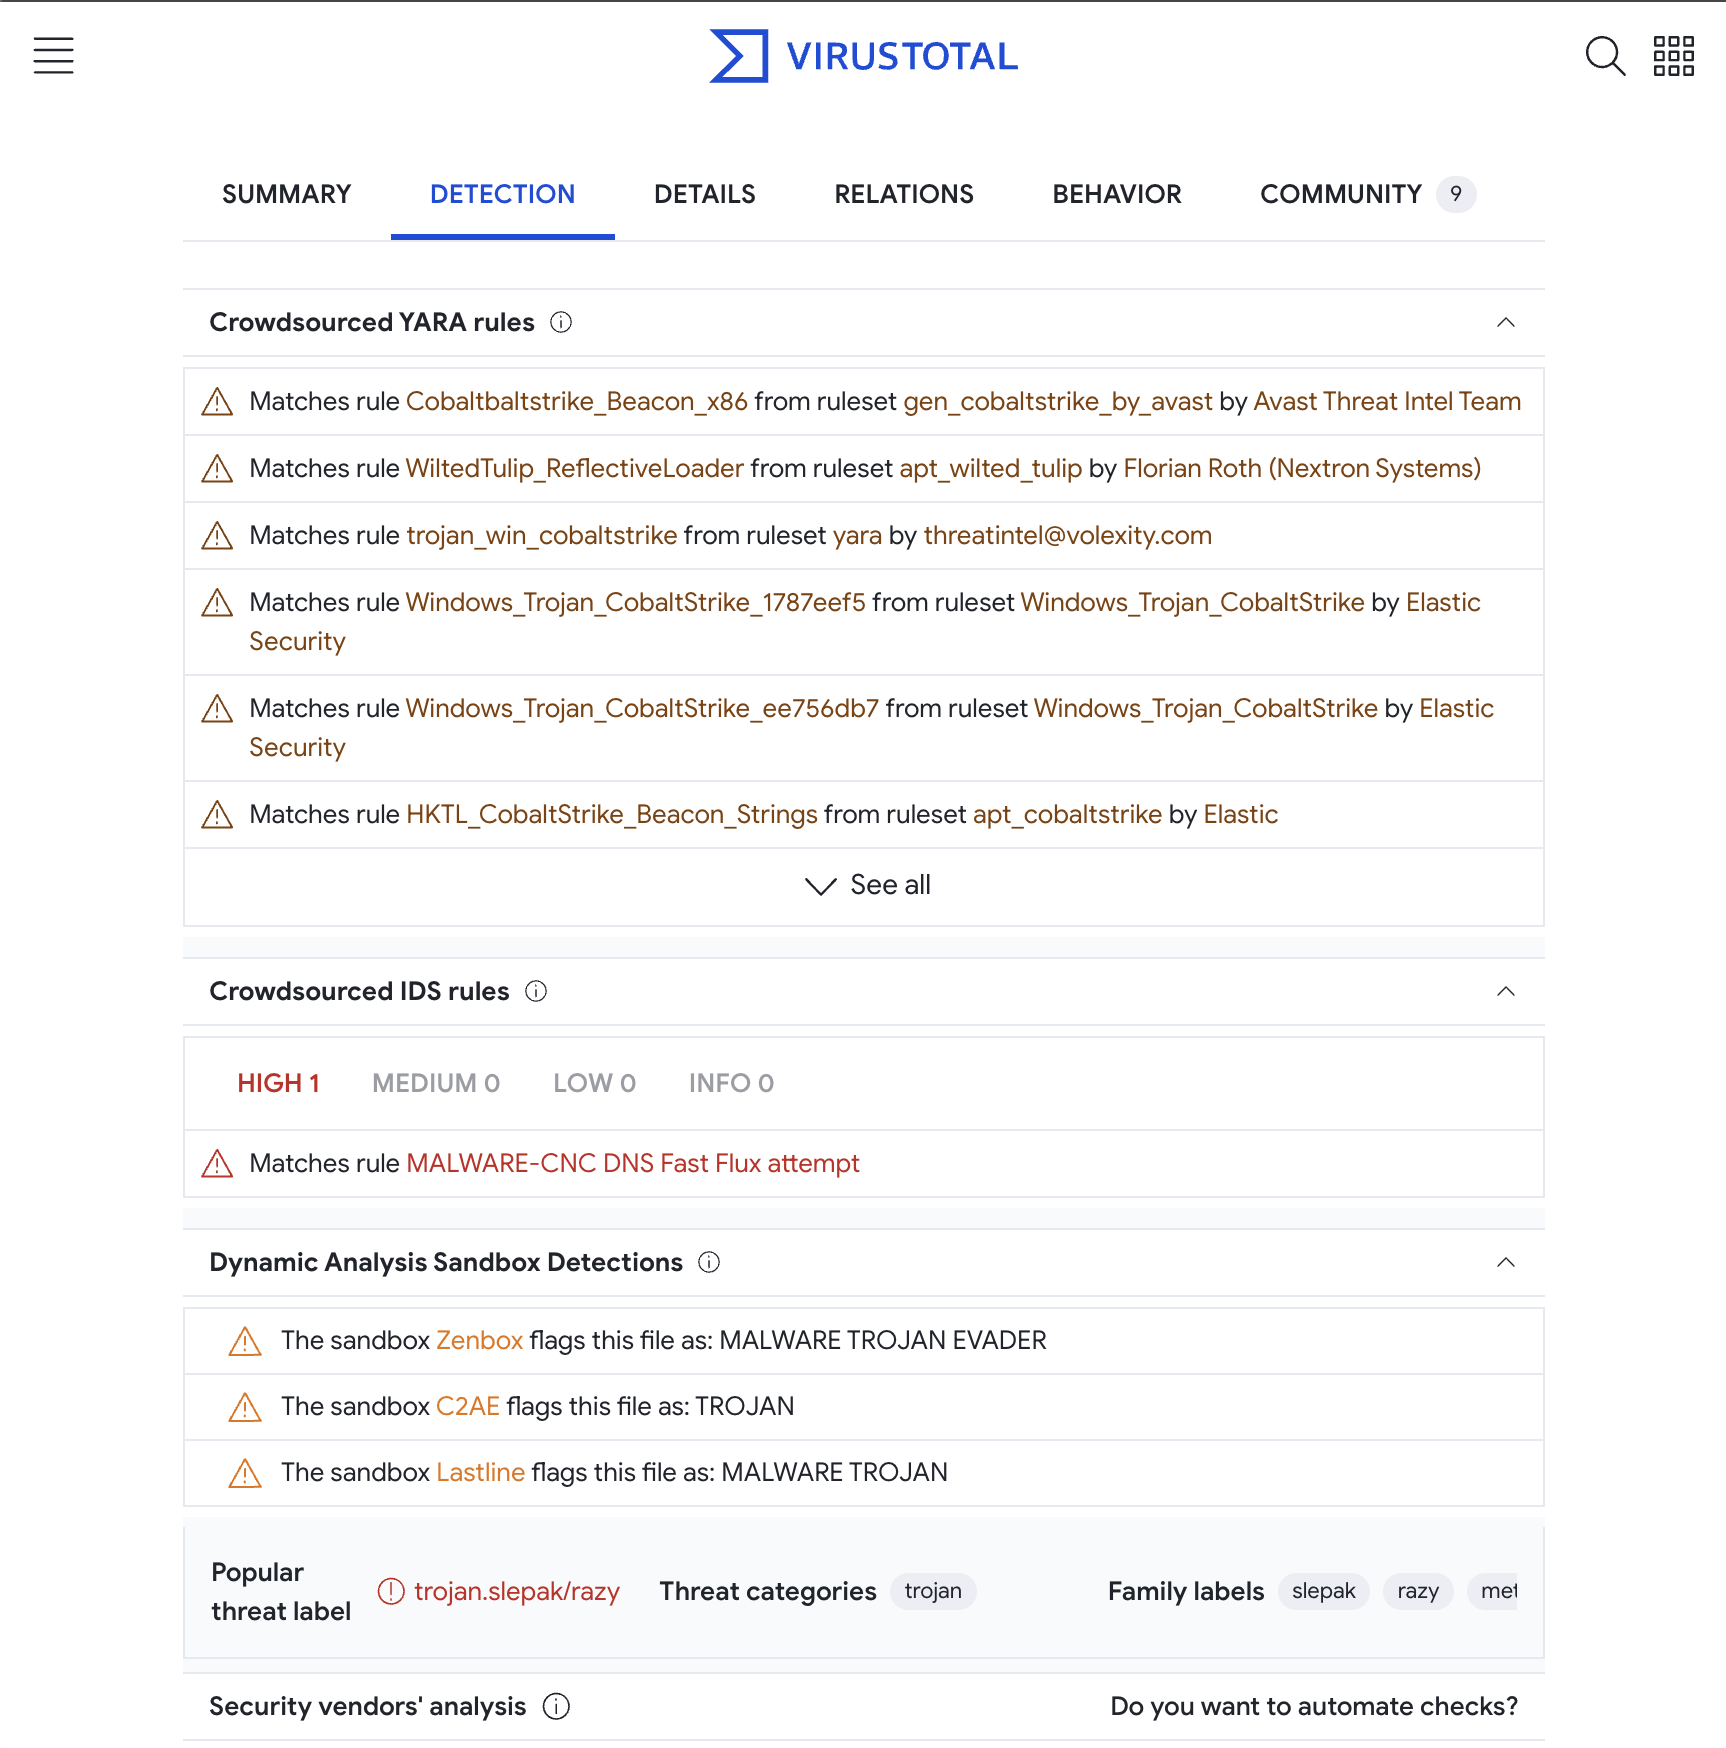 VIRUSTOTAL
SUMMARY DETECTION DETAILS RELATIONS BEHAVIOR COMMUNITY 9
Crowdsourced YARA rules
Matches rule Cobaltbaltstrike_Beacon_x86 from ruleset gen_cobaltstrike_by_avast by Avast Threat Intel Team
Matches rule WiltedTulip_ReflectiveLoader from ruleset apt_wilted_tulip by Florian Roth (Nextron Systems)
Matches rule trojan_win_cobaltstrike from ruleset yara by threatintel@volexity.com
Matches rule Windows_Trojan_CobaltStrike_1787eef5 from ruleset Windows_Trojan_CobaltStrike by Elastic
Security
Matches rule Windows_Trojan_CobaltStrike_ee756db7 from ruleset Windows_Trojan_CobaltStrike by Elastic
Security
Matches rule HKTL_CobaltStrike_Beacon_Strings from ruleset apt_cobaltstrike by Elastic
See all
Crowdsourced IDS rules
HIGH 1 MEDIUM 0 LOW 0 INFO 0
Matches rule MALWARE-CNC DNS Fast Flux attempt
Dynamic Analysis Sandbox Detections
The sandbox Zenbox flags this file as: MALWARE TROJAN EVADER
The sandbox C2AE flags this file as: TROJAN
The sandbox Lastline flags this file as: MALWARE TROJAN
Popular
threat label
trojan.slepak/razy Threat categories trojan Family labels slepak razy met
Security vendors' analysis Do you want to automate checks?